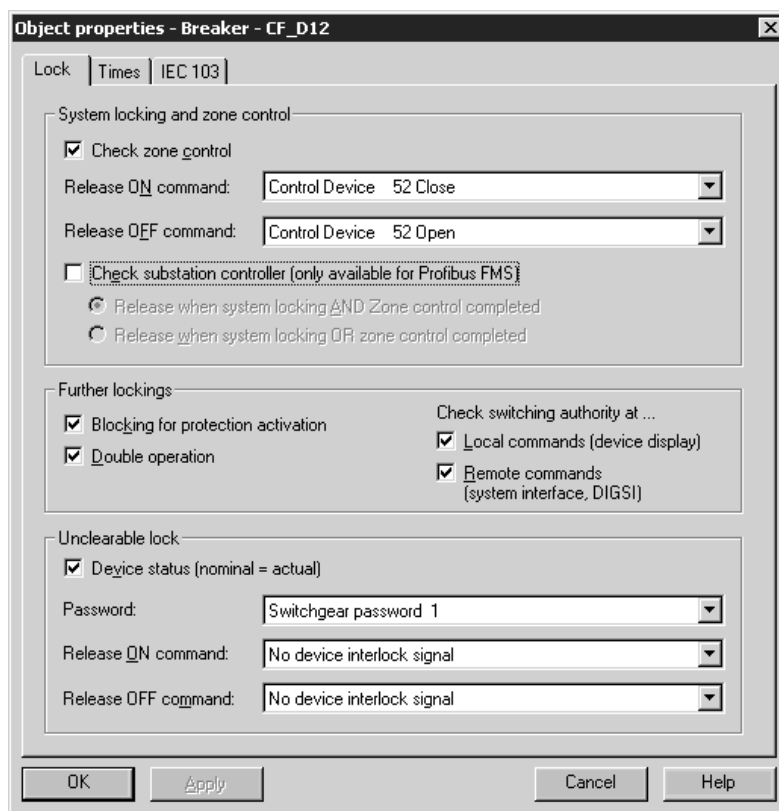 Object properties - Breaker - CF_D12
Lock
Times
IEC 103
System locking and zone control
Check zone control
Release ON command:
Control Device 52 Close
Release OFF command:
Control Device 52 Open
Check substation controller (only available for Profibus FMS)
Release when system locking AND Zone control completed
Release when system locking OR zone control completed
Further lockings
Blocking for protection activation
Double operation
Check switching authority at ...
Local commands (device display)
Remote commands
(system interface, DIGSI)
Unclearable lock
Device status (nominal = actual)
Password:
Switchgear password 1
Release ON command:
No device interlock signal
Release OFF command:
No device interlock signal
OK
Apply
Cancel
Help